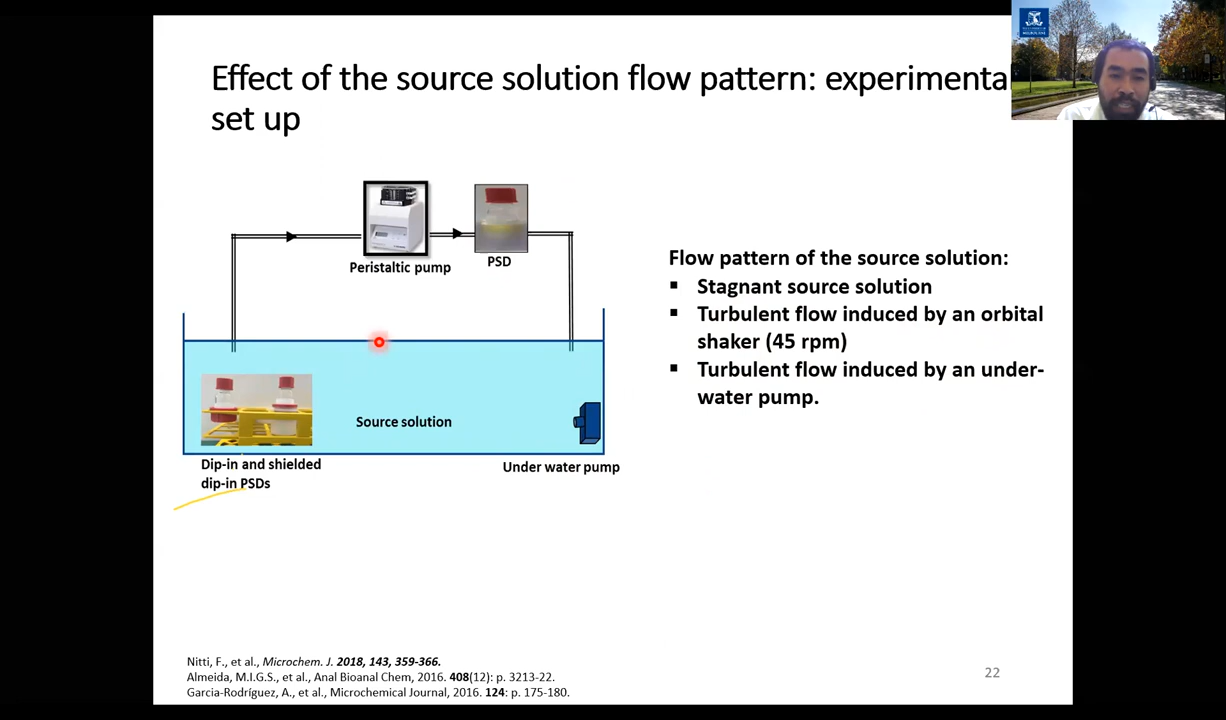 Effect of the source solution flow pattern: experimenta
set up
MELBOURNE
Peristaltic pump
PSD
Flow pattern of the source solution:
▪ Stagnant source solution
▪ Turbulent flow induced by an orbital
shaker (45 rpm)
▪ Turbulent flow induced by an under-
water pump.
Source solution
Dip-in and shielded
dip-in PSDs
Under water pump
Nitti, F., et al., Microchem. J. 2018, 143, 359-366.
Almeida, M.I.G.S., et al., Anal Bioanal Chem, 2016. 408(12): p. 3213-22.
Garcia-Rodríguez, A., et al., Microchemical Journal, 2016. 124: p. 175-180.
22